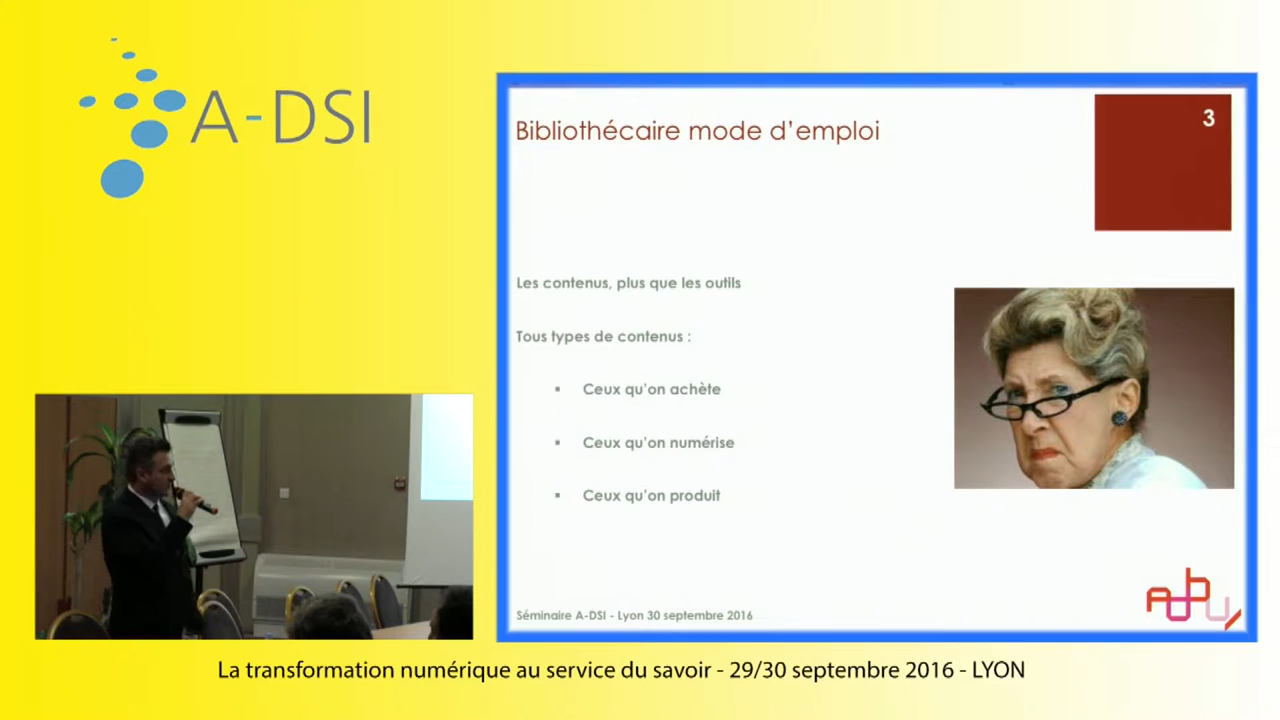 A-DSI
Bibliothécaire mode d'emploi
3
Les contenus, plus que les outils
Tous types de contenus :
▪ Ceux qu'on achète
▪ Ceux qu'on numérise
▪ Ceux qu'on produit
Séminaire A-DSI - Lyon 30 septembre 2016
Adbu
La transformation numérique au service du savoir - 29/30 septembre 2016 - LYON